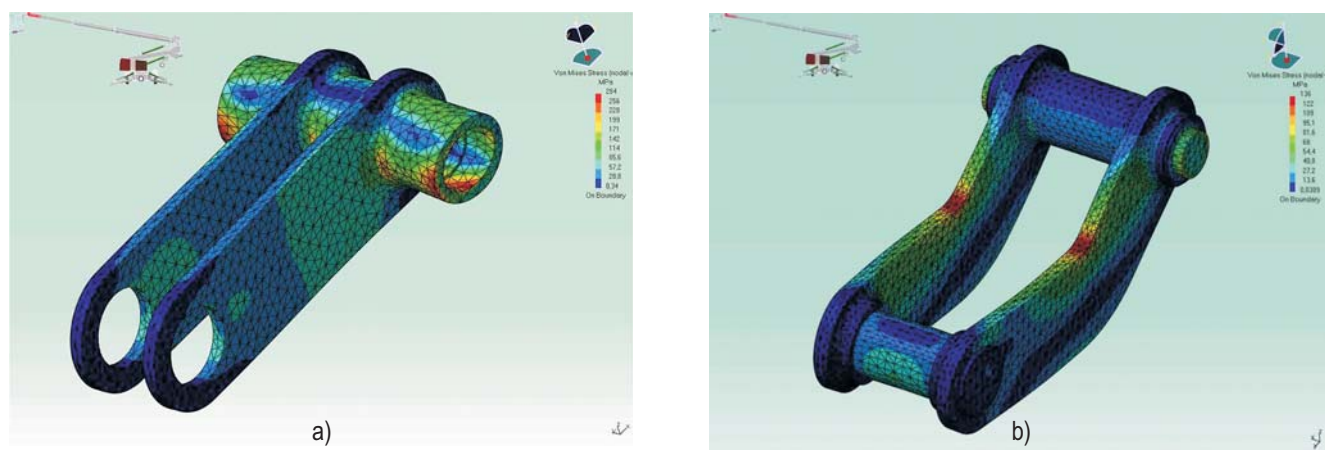 Von Mises Stress (nodal v
MPa
284
256
228
199
171
142
114
85,6
57,2
28,8
0,34
On Boundary
a)
Von Mises Stress (nodal
MPa
136
122
109
95,1
81,6
68
54,4
40,8
27,2
13,6
0,0309
On Boundary
b)